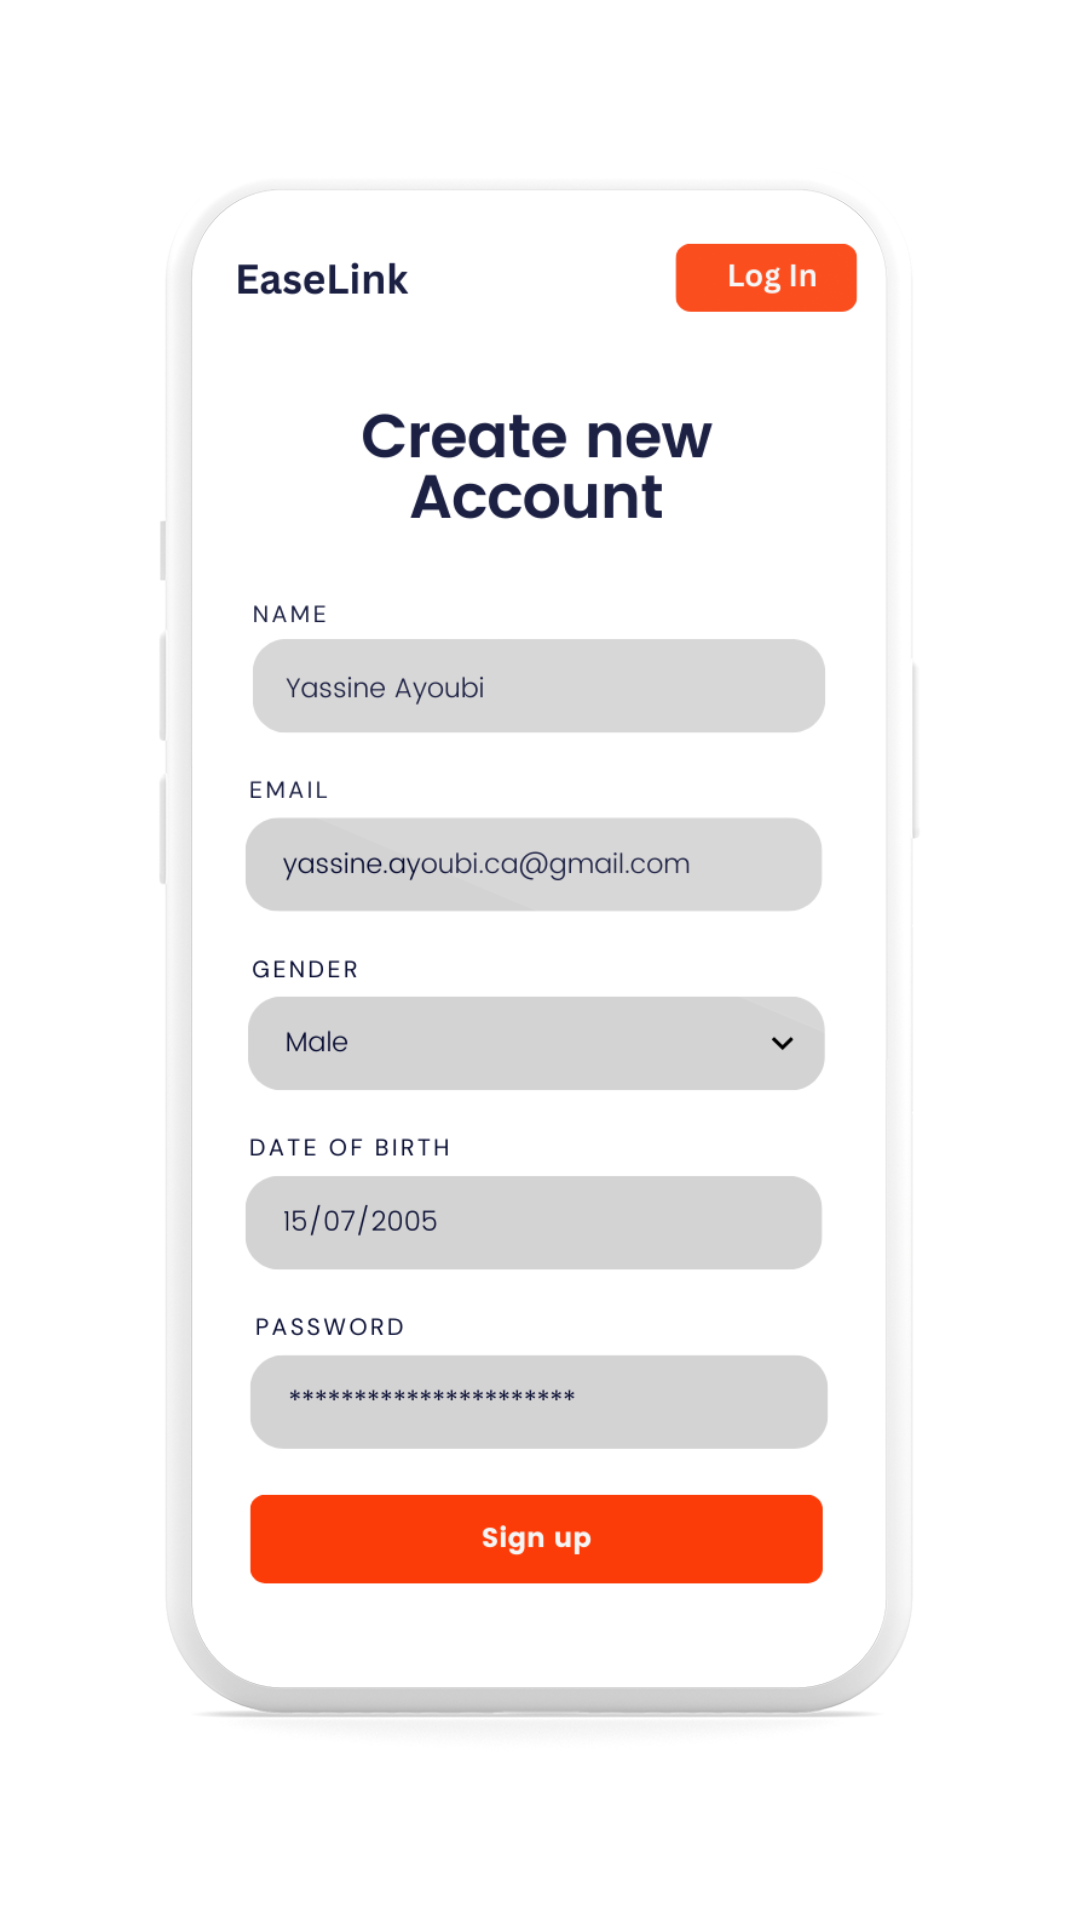 EaseLink
Log In
Create new
Account
NAME
Yassine Ayoubi
EMAIL
yassine.ayoubi.ca@gmail.com
GENDER
Male
DATE OF BIRTH
15/07/2005
PASSWORD
**********************
Sign up